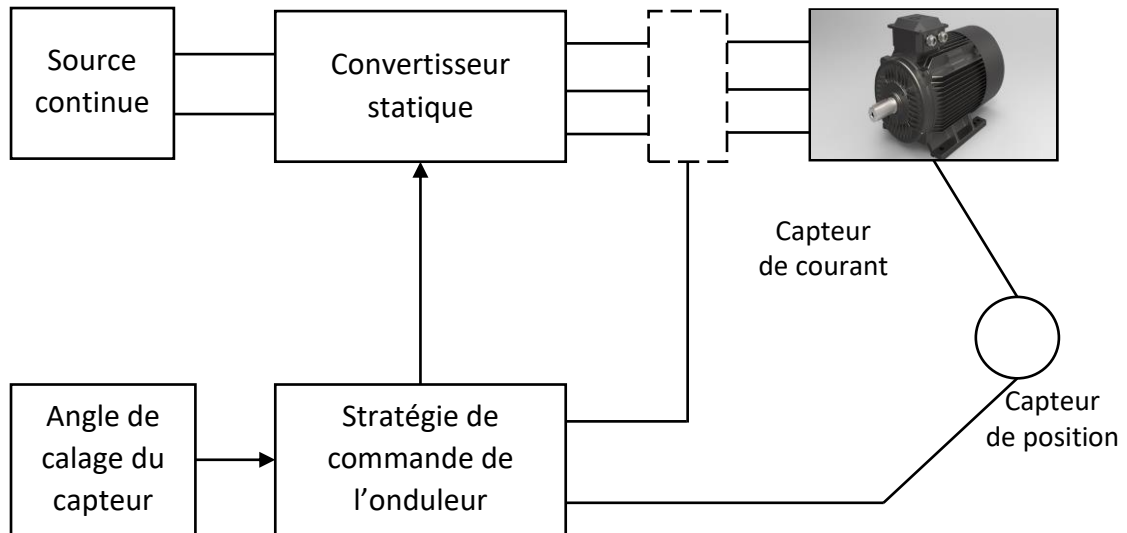 Source
continue
Convertisseur
statique
Capteur
de courant
Capteur
de position
Angle de
calage du
capteur
Stratégie de
commande de
l’onduleur